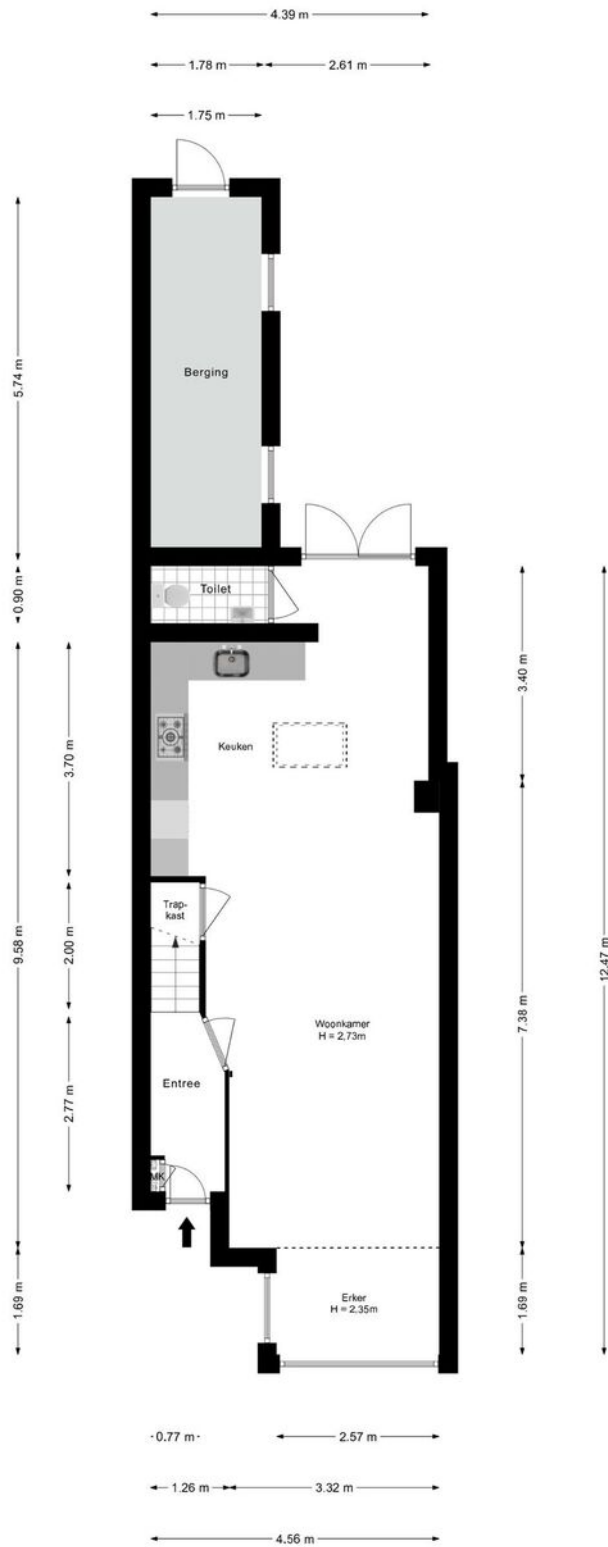 4.39 m
1.78 m
2.61 m
1.75 m
5.74 m
Berging
0.90 m
Toilet
3.40 m
Keuken
3.70 m
9.58 m
Trap-
kast
2.00 m
12.47 m
7.38 m
Woonkamer
H = 2,73m
Entree
2.77 m
MK
1.69 m
Erker
H = 2.35m
1.69 m
0.77 m
2.57 m
1.26 m
3.32 m
4.56 m